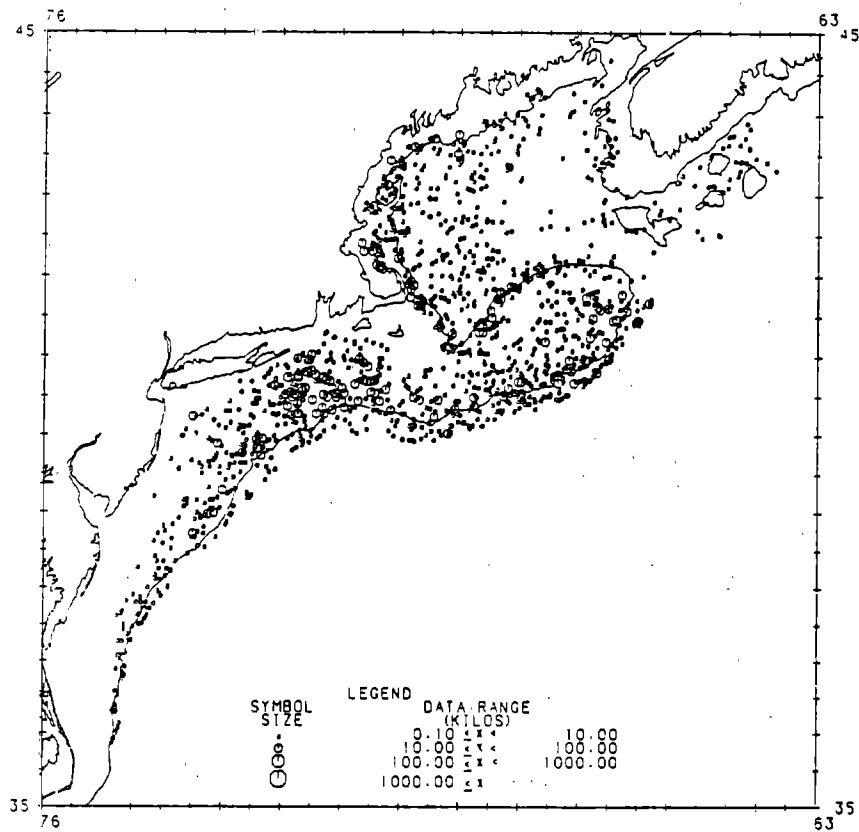 76 63
45 45
LEGEND
SYMBOL DATA RANGE
SIZE (KILOS)
0.10 ≤ X < 10.00
10.00 ≤ X < 100.00
100.00 ≤ X < 1000.00
1000.00 ≤ X
35 35
76 63